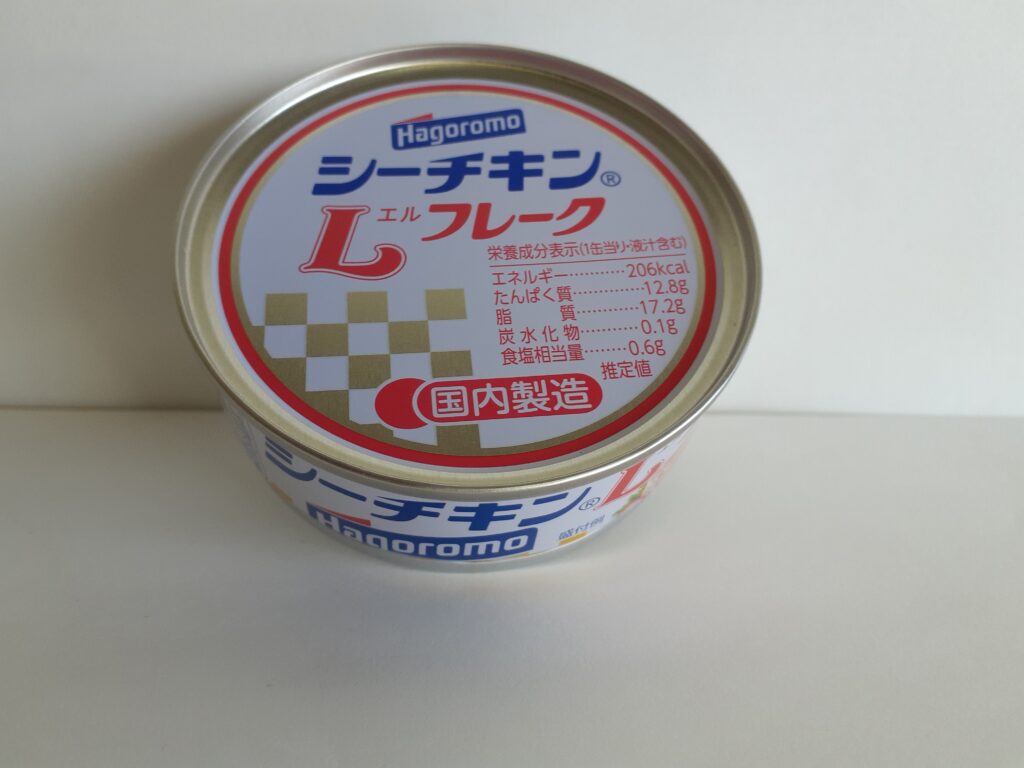 Hagoromo
シーチキン®
L エル フレーク
栄養成分表示(1缶当り・液汁含む)
エネルギー…………206kcal
たんぱく質……………12.8g
脂質……………17.2g
炭水化物…………0.1g
食塩相当量………0.6g
推定値
国内製造
シーチキン® L
Hagoromo
盛付例